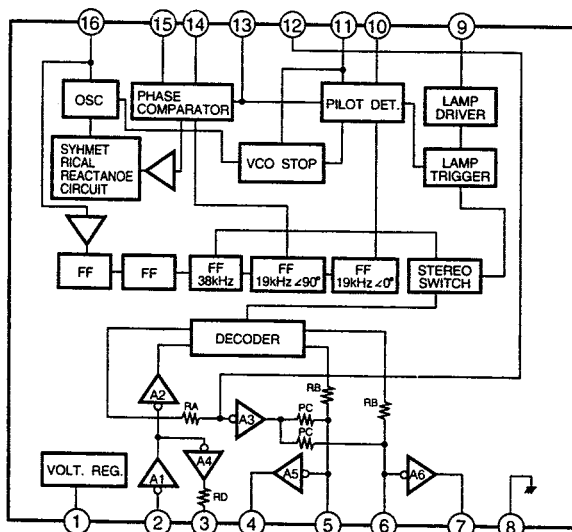 16 15 14 13 12 11 10 9
OSC
PHASE
COMPARATOR
PILOT DET.
LAMP
DRIVER
SYHMET
RICAL
REACTANOE
CIRCUIT
VCO STOP
LAMP
TRIGGER
FF
FF
FF
38kHz
FF
19kHz∠90°
FF
19kHz∠0°
STEREO
SWITCH
DECODER
A2
RA
A3
PC
PC
RB
RB
A4
A5
A6
VOLT. REG.
A1
RD
1 2 3 4 5 6 7 8